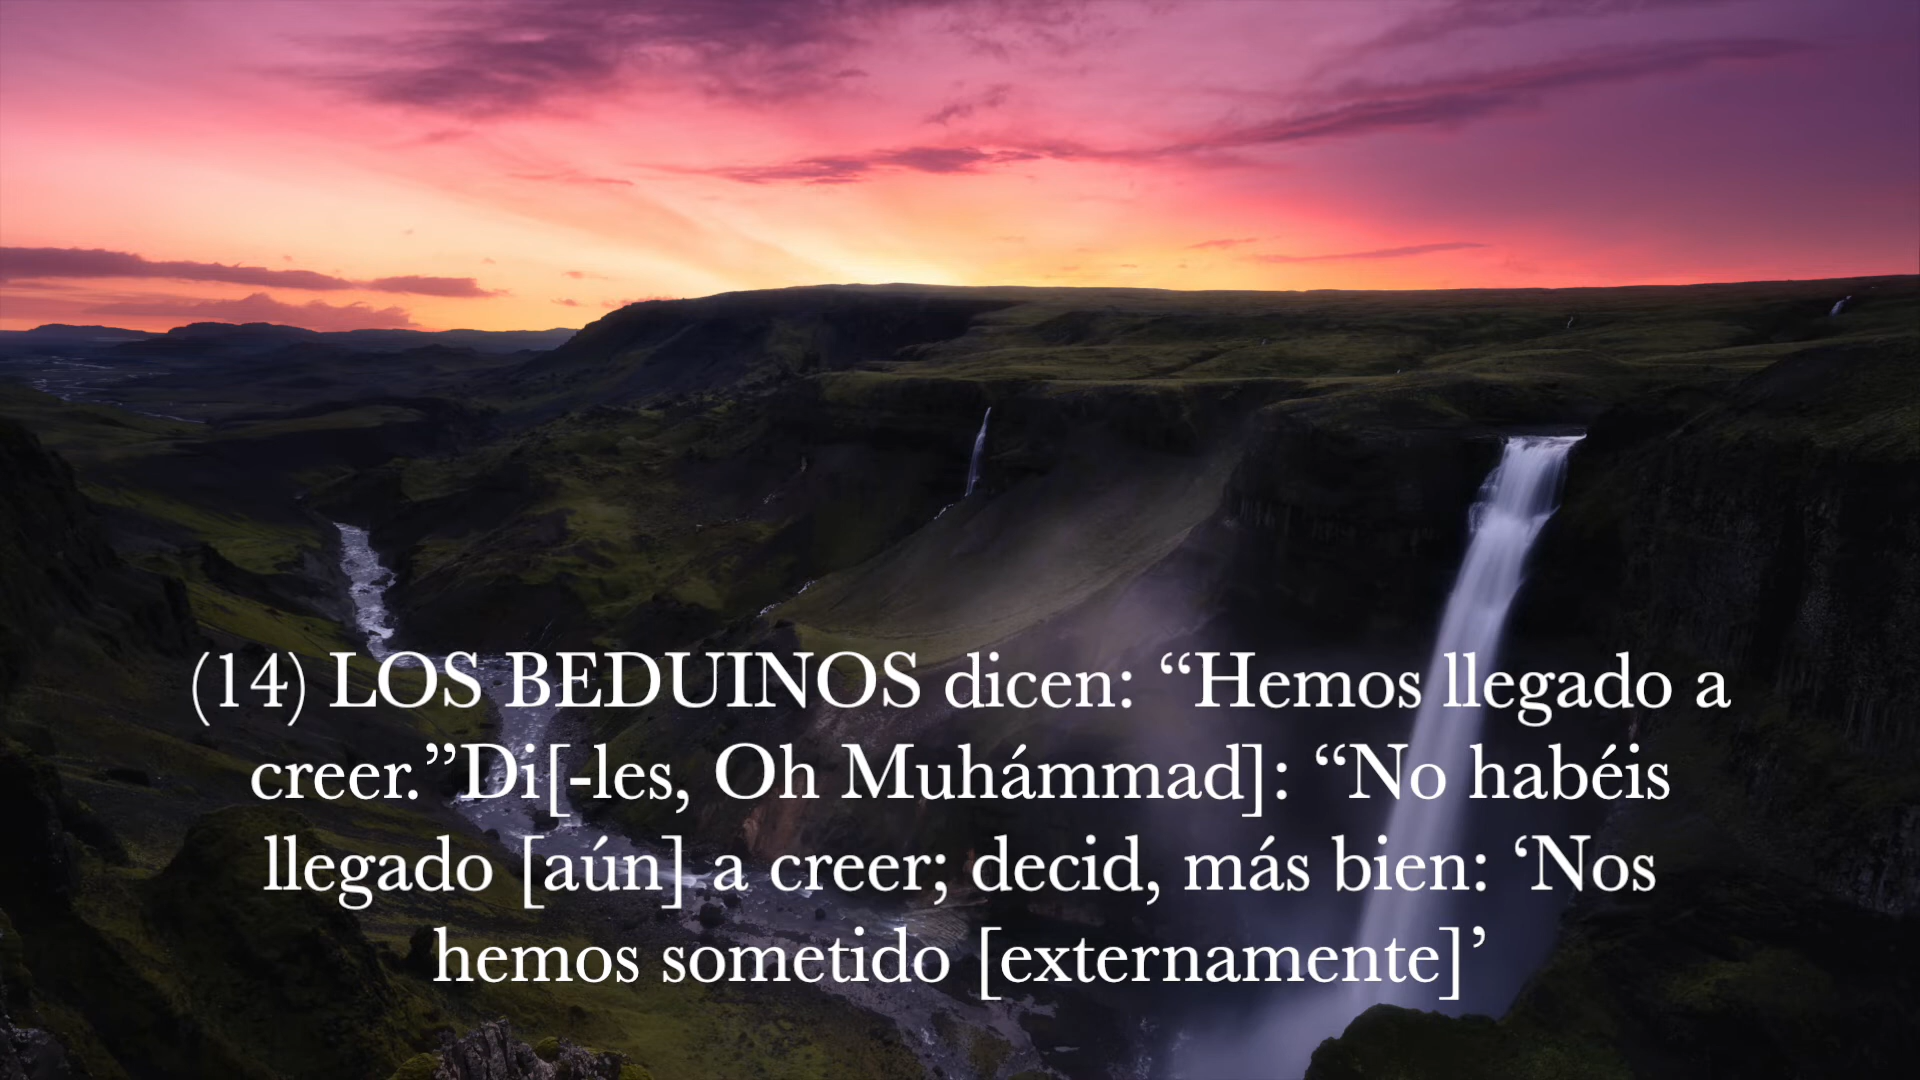 (14) LOS BEDUINOS dicen: “Hemos llegado a
creer.”Di[-les, Oh Muhámmad]: “No habéis
llegado [aún] a creer; decid, más bien: ‘Nos
hemos sometido [externamente]’